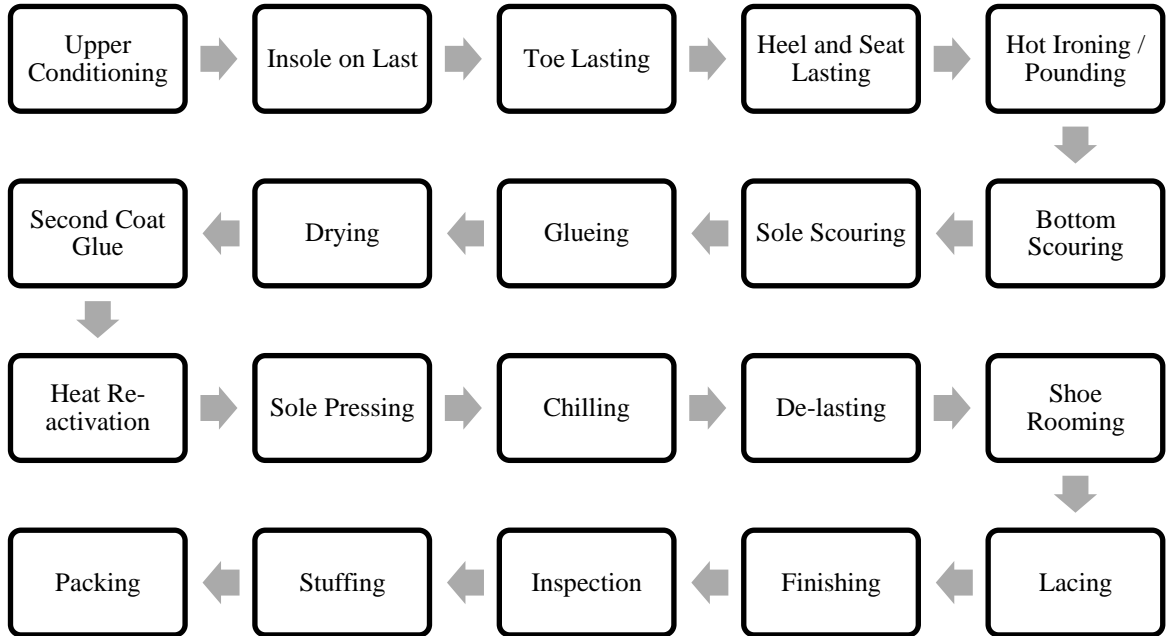 Upper
Conditioning
Insole on Last
Toe Lasting
Heel and Seat
Lasting
Hot Ironing /
Pounding
Second Coat
Glue
Drying
Glueing
Sole Scouring
Bottom
Scouring
Heat Re-
activation
Sole Pressing
Chilling
De-lasting
Shoe
Rooming
Packing
Stuffing
Inspection
Finishing
Lacing